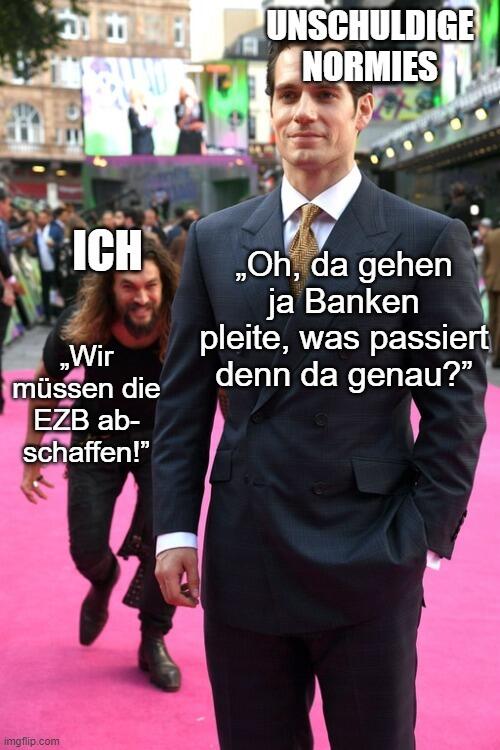 UNSCHULDIGE
NORMIES
ICH
„Oh, da gehen
ja Banken
pleite, was passiert
denn da genau?”
„Wir
müssen die
EZB ab-
schaffen!”
imgflip.com